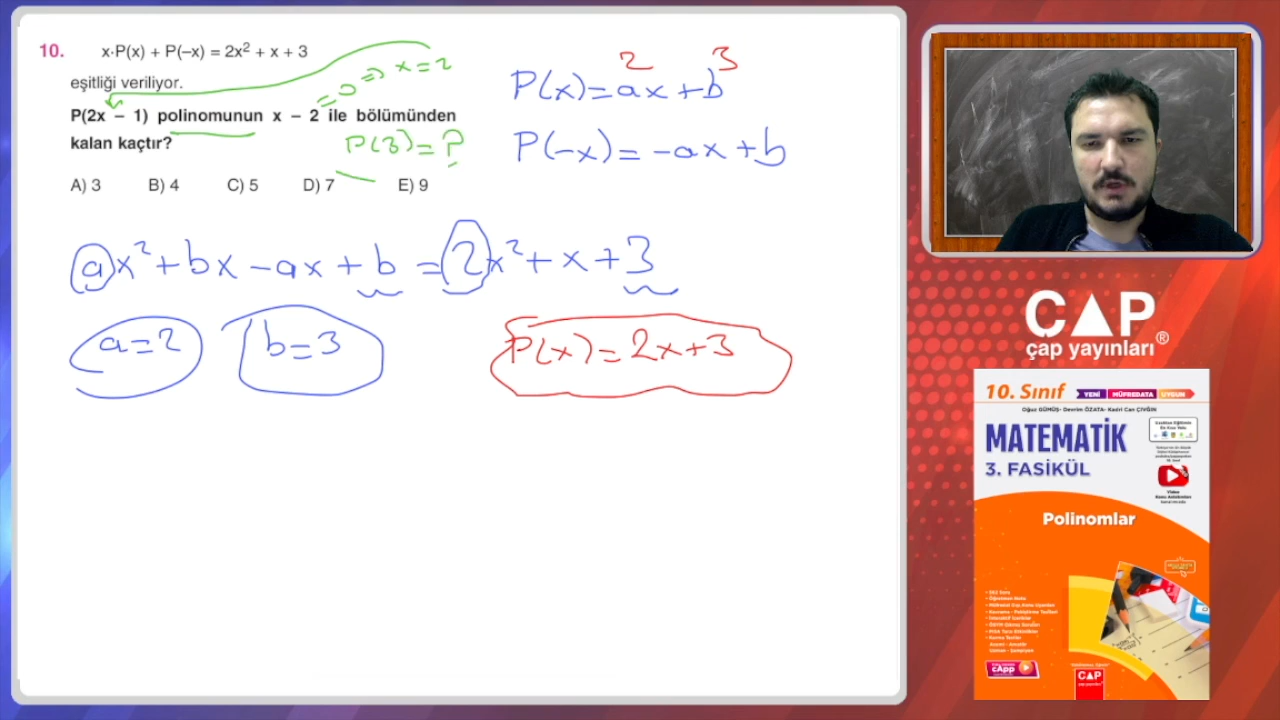 10. x·P(x) + P(–x) = 2x² + x + 3
eşitliği veriliyor.
P(2x – 1) polinomunun x – 2 ile bölümünden
kalan kaçtır?
A) 3 B) 4 C) 5 D) 7 E) 9
= 0 ⇒ x = 2
P(3) = ?
2 3
P(x) = ax + b
P(-x) = -ax + b
ax² + bx - ax + b = 2x² + x + 3
a = 2 b = 3 P(x) = 2x + 3
ÇAP®
çap yayınları
10. Sınıf YENİ MÜFREDATA UYGUN
Oğuz GÜMÜŞ- Devrim ÖZATA- Kadri Can ÇIVGIN
MATEMATİK
3. FASİKÜL
Polinomlar
ÇAP